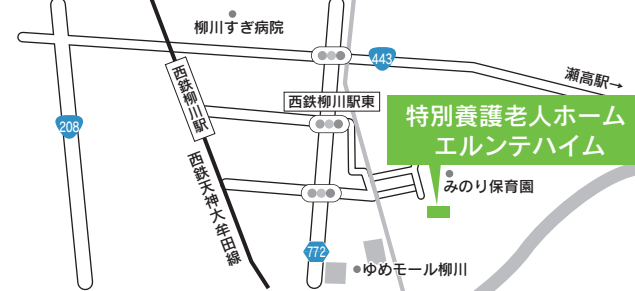 柳川すぎ病院
443
瀬高駅→
西鉄柳川駅
西鉄柳川駅東
208
特別養護老人ホーム
エルンテハイム
みのり保育園
西鉄天神大牟田線
772
ゆめモール柳川